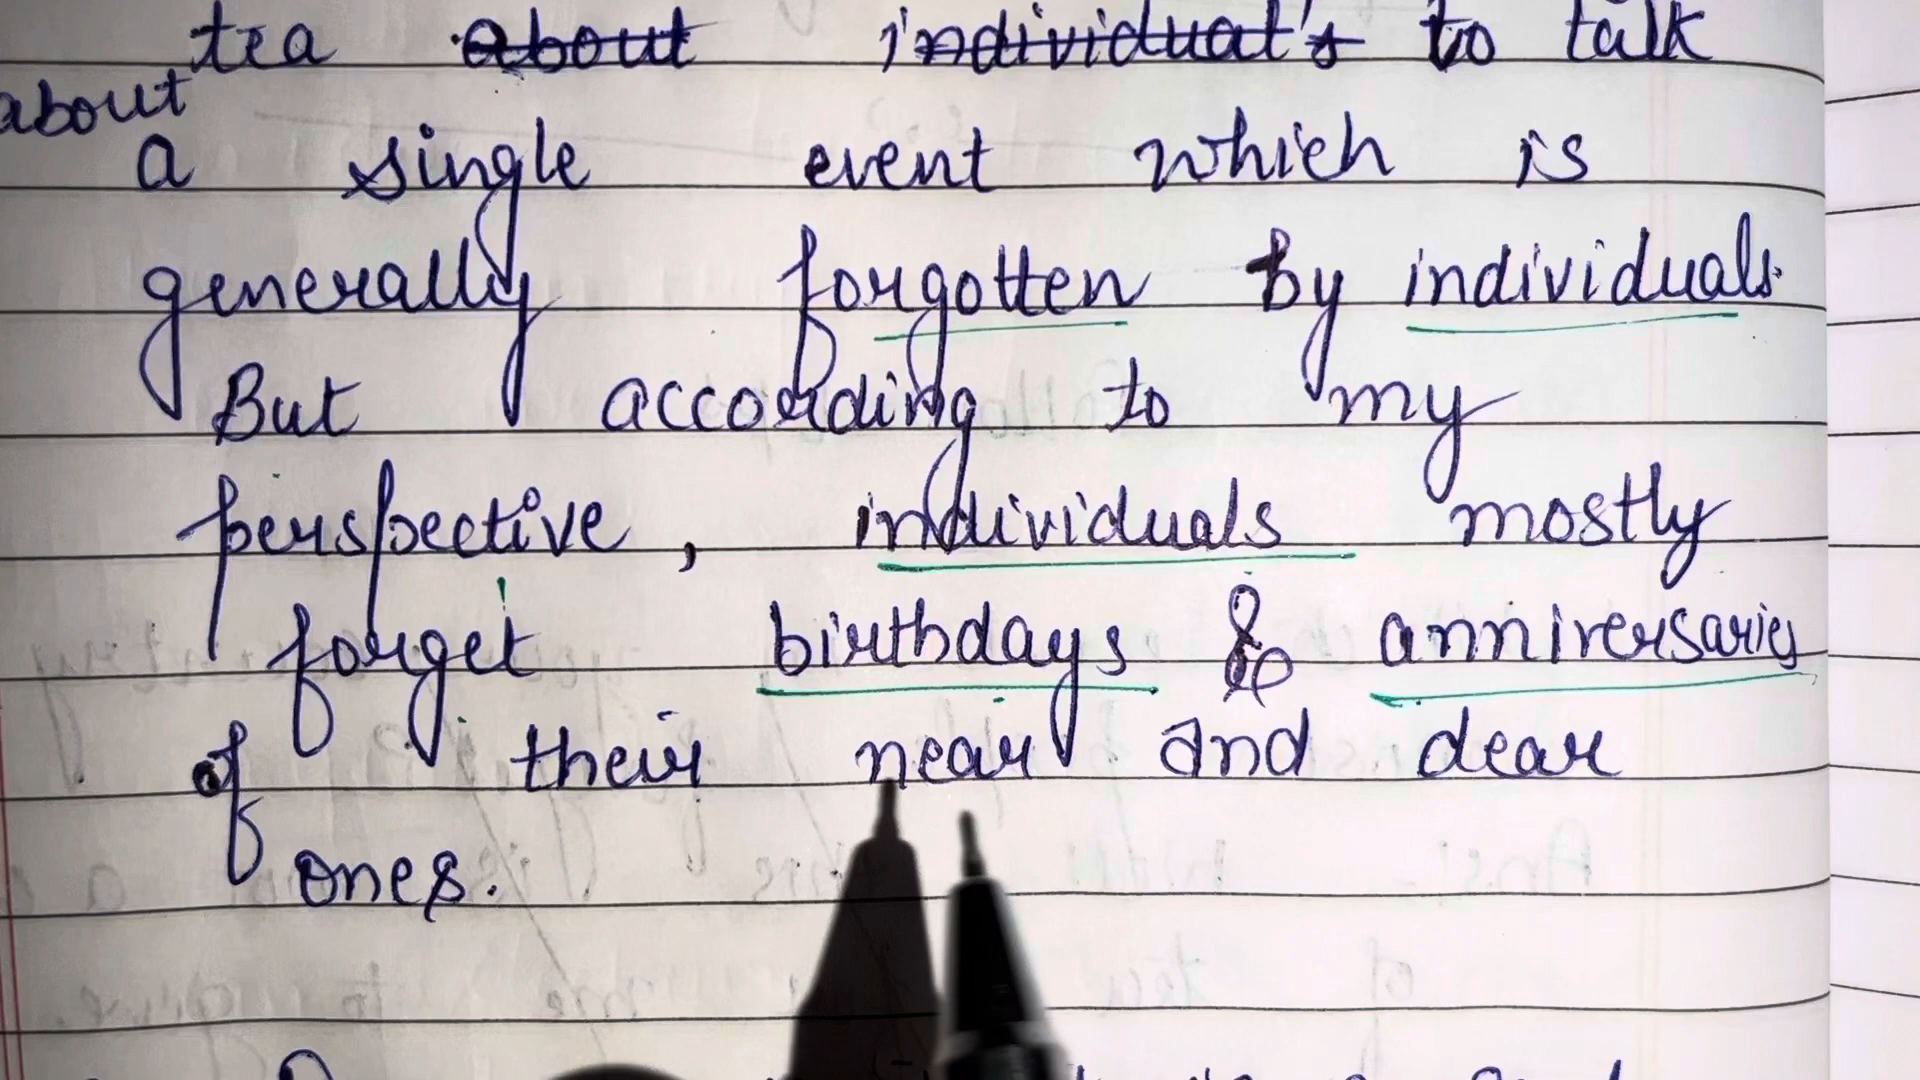 tea about individual's to talk
about
a single event which is
generally forgotten by individuals.
But according to my
perspective, individuals mostly
forget birthdays & anniversaries
of their near and dear
ones.